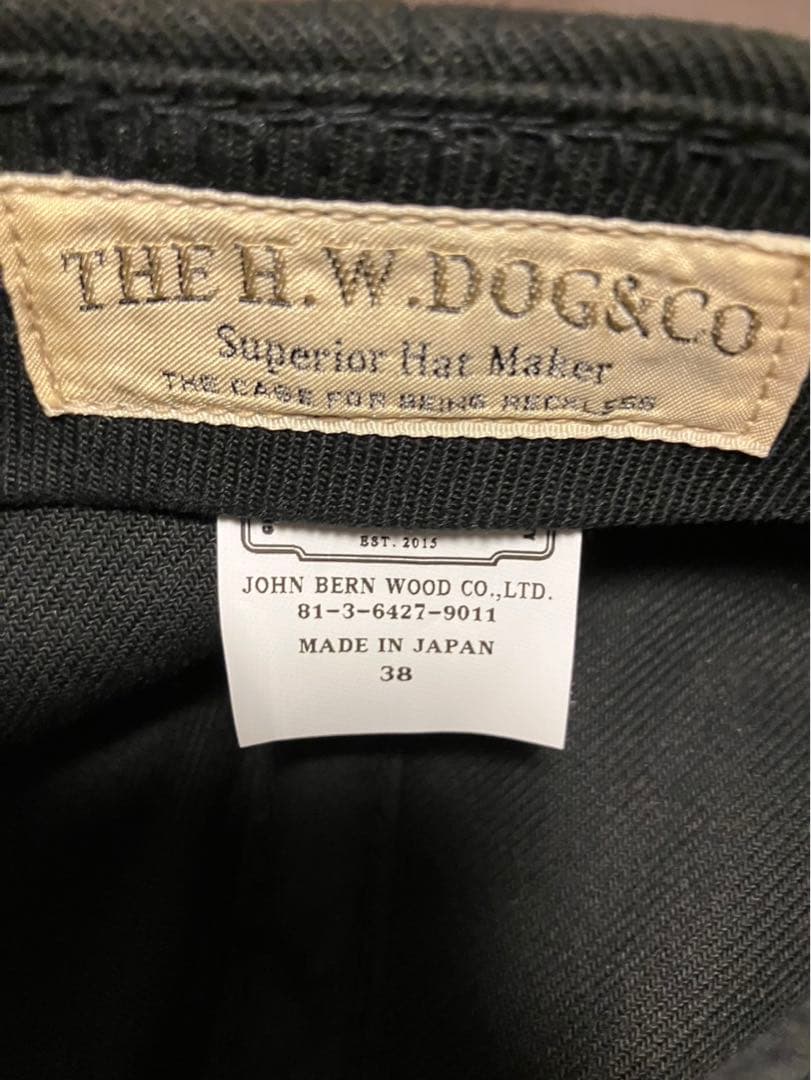 THE H.W.DOG&CO
Superior Hat Maker
THE CASE FOR BEING RECKLESS
EST. 2015
JOHN BERN WOOD CO.,LTD.
81-3-6427-9011
MADE IN JAPAN
38